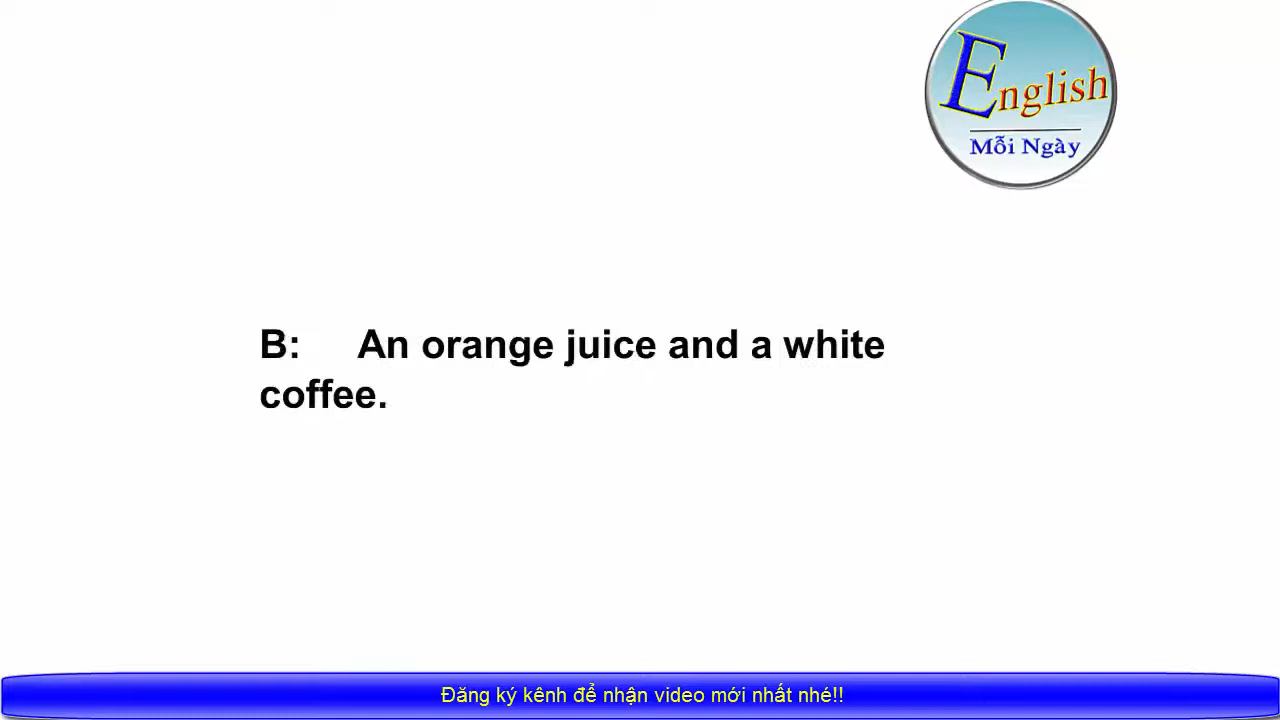 English
Mỗi Ngày
B: An orange juice and a white
coffee.
Đăng ký kênh để nhận video mới nhất nhé!!